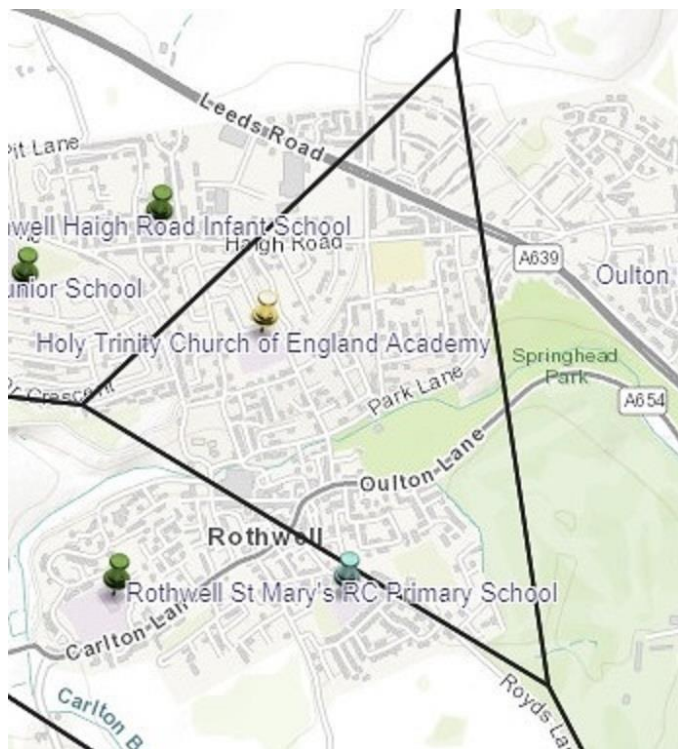 Leeds Road
Pit Lane
well Haigh Road Infant School
Haigh Road
A639
Oulton
unior School
Holy Trinity Church of England Academy
Springhead
Park
Park Lane
A654
Crescent
Oulton Lane
Rothwell
Rothwell St Mary's RC Primary School
Carlton Lane
Carlton B
Royds La